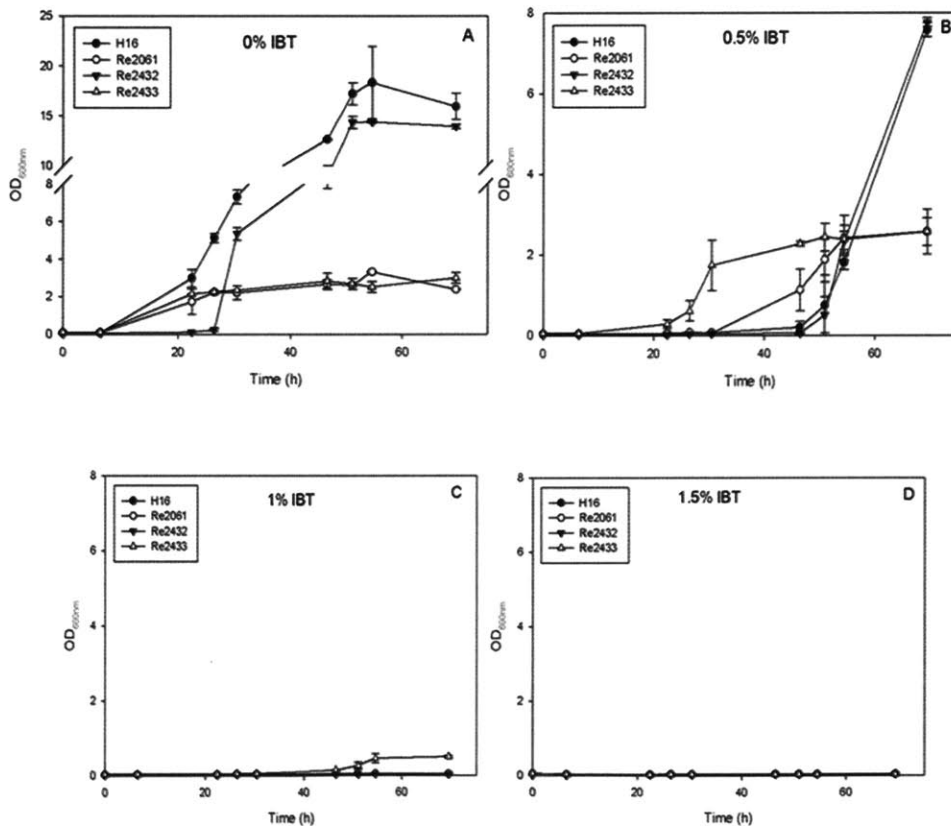 0% IBT
A
H16
Re2061
Re2432
Re2433
25
20
15
10
8
6
4
2
0
OD600nm
0 20 40 60
Time (h)
0.5% IBT
B
H16
Re2061
Re2432
Re2433
8
6
4
2
0
OD600nm
0 20 40 60
Time (h)
1% IBT
C
H16
Re2061
Re2432
Re2433
8
6
4
2
0
OD600nm
0 20 40 60
Time (h)
1.5% IBT
D
H16
Re2061
Re2432
Re2433
8
6
4
2
0
OD600nm
0 20 40 60
Time (h)